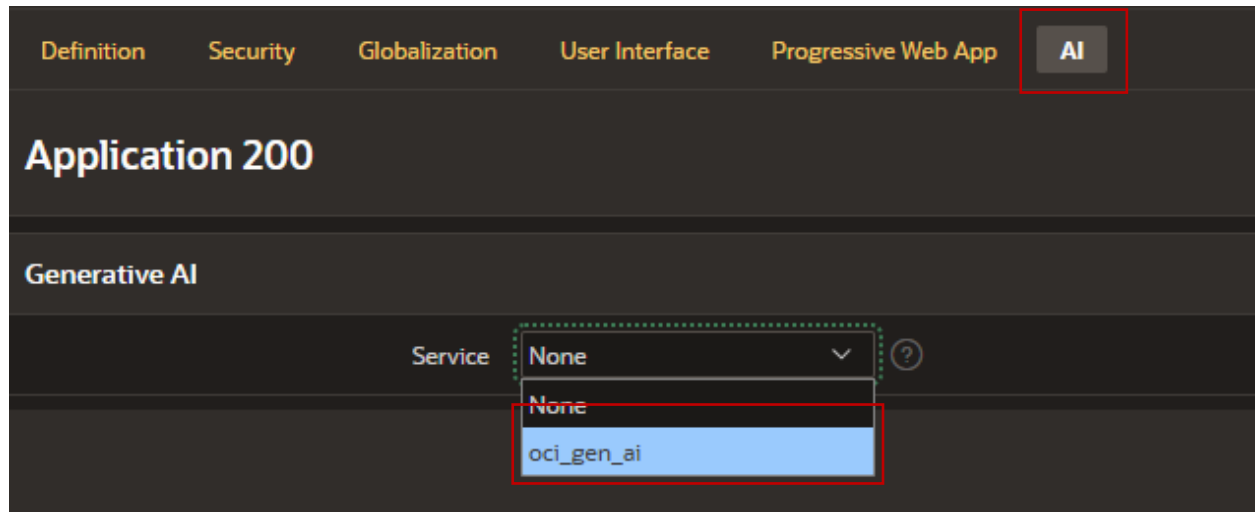 Definition Security Globalization User Interface Progressive Web App AI
Application 200
Generative AI
Service None ?
None
oci_gen_ai